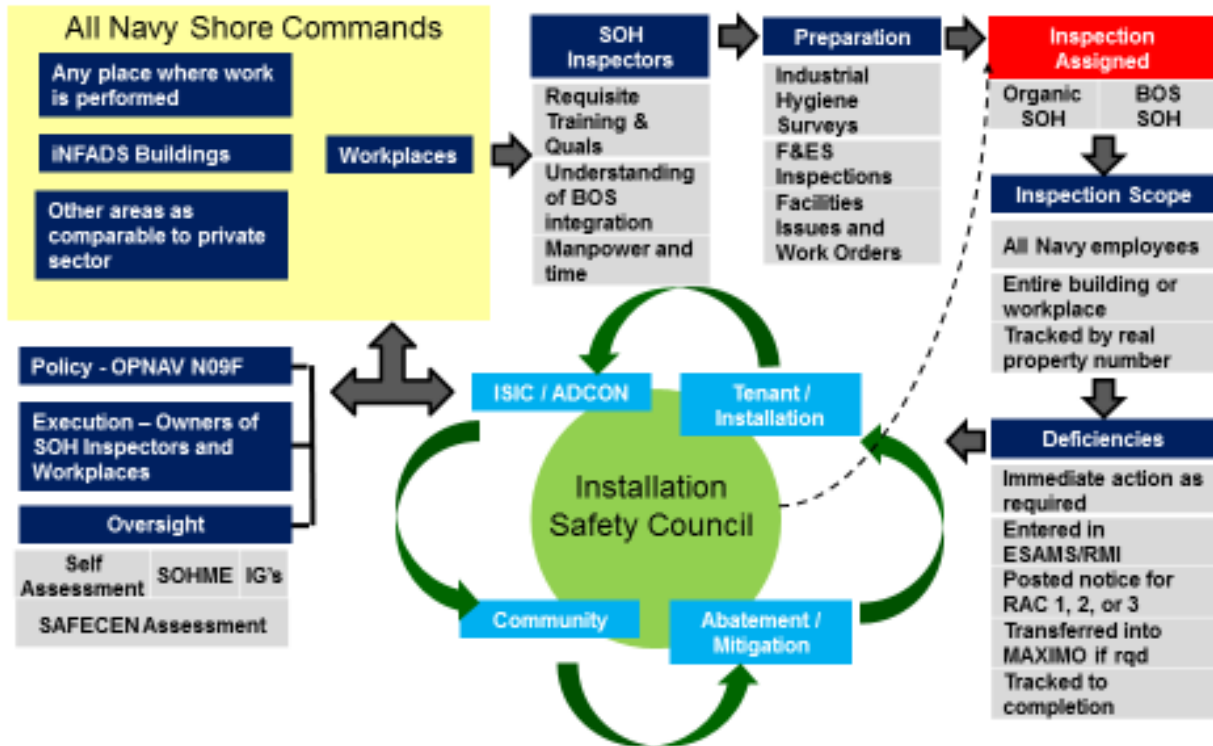 All Navy Shore Commands
Any place where work
is performed
iNFADS Buildings
Other areas as
comparable to private
sector
Workplaces
SOH
Inspectors
Requisite
Training &
Quals
Understanding
of BOS
integration
Manpower and
time
Preparation
Industrial
Hygiene
Surveys
F&ES
Inspections
Facilities
Issues and
Work Orders
Inspection
Assigned
Organic
SOH
BOS
SOH
Inspection Scope
All Navy employees
Entire building or
workplace
Tracked by real
property number
Deficiencies
Immediate action as
required
Entered in
ESAMS/RMI
Posted notice for
RAC 1, 2, or 3
Transferred into
MAXIMO if rqd
Tracked to
completion
Policy - OPNAV N09F
Execution – Owners of
SOH Inspectors and
Workplaces
Oversight
Self
Assessment
SOHME
IG's
SAFECEN Assessment
ISIC / ADCON
Tenant /
Installation
Installation
Safety Council
Community
Abatement /
Mitigation